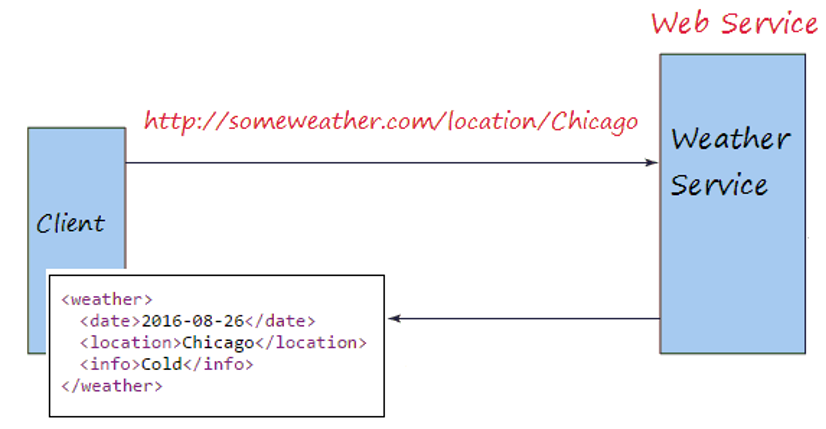 Web Service
http://someweather.com/location/Chicago
Weather
Service
Client
<weather>
<date>2016-08-26</date>
<location>Chicago</location>
<info>Cold</info>
</weather>